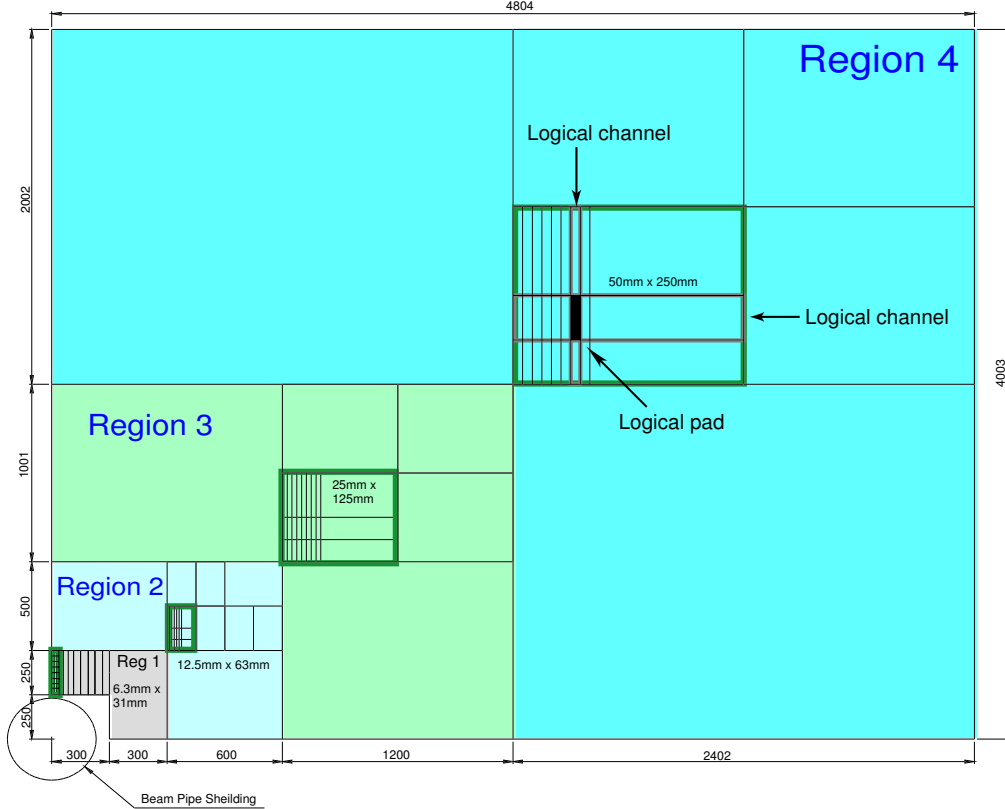 4804
Region 4
Logical channel
2002
50mm x 250mm
Logical channel
4003
Logical pad
Region 3
1001
25mm x
125mm
Region 2
500
Reg 1
12.5mm x 63mm
250
6.3mm x
31mm
250
300
300
600
1200
2402
Beam Pipe Sheilding